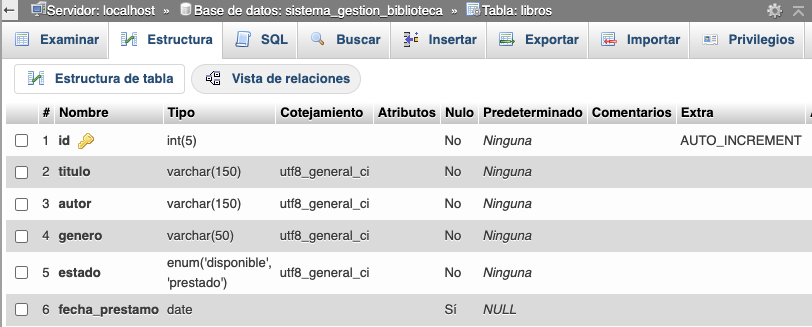 Servidor: localhost » Base de datos: sistema_gestion_biblioteca » Tabla: libros
Examinar Estructura SQL Buscar Insertar Exportar Importar Privilegios
Estructura de tabla Vista de relaciones
# Nombre Tipo Cotejamiento Atributos Nulo Predeterminado Comentarios Extra
1 id int(5) No Ninguna AUTO_INCREMENT
2 titulo varchar(150) utf8_general_ci No Ninguna
3 autor varchar(150) utf8_general_ci No Ninguna
4 genero varchar(50) utf8_general_ci No Ninguna
5 estado enum('disponible', 'prestado') utf8_general_ci No Ninguna
6 fecha_prestamo date Sí NULL